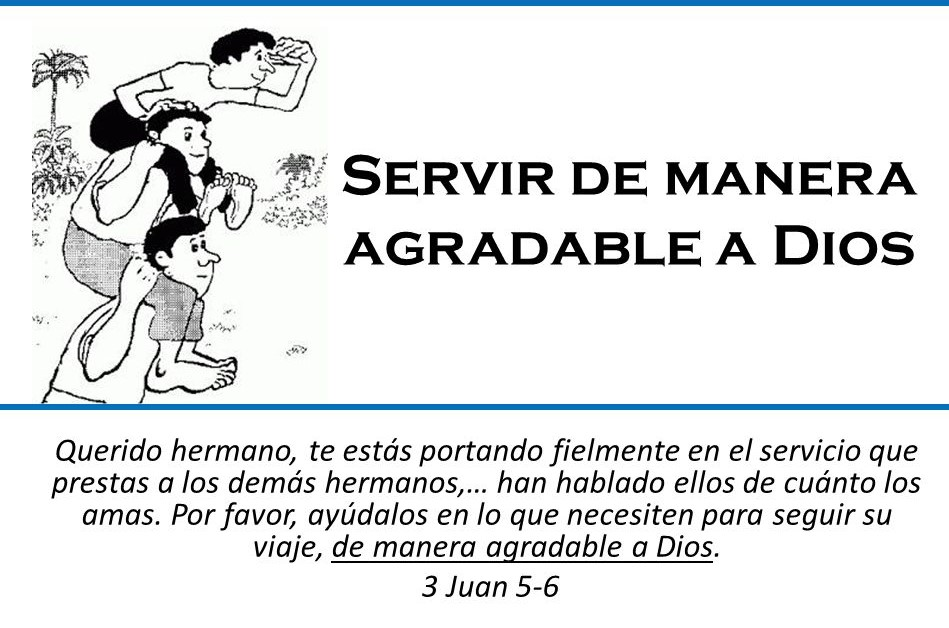 SERVIR DE MANERA
AGRADABLE A DIOS
Querido hermano, te estás portando fielmente en el servicio que
prestas a los demás hermanos,... han hablado ellos de cuánto los
amas. Por favor, ayúdalos en lo que necesiten para seguir su
viaje, de manera agradable a Dios.
3 Juan 5-6